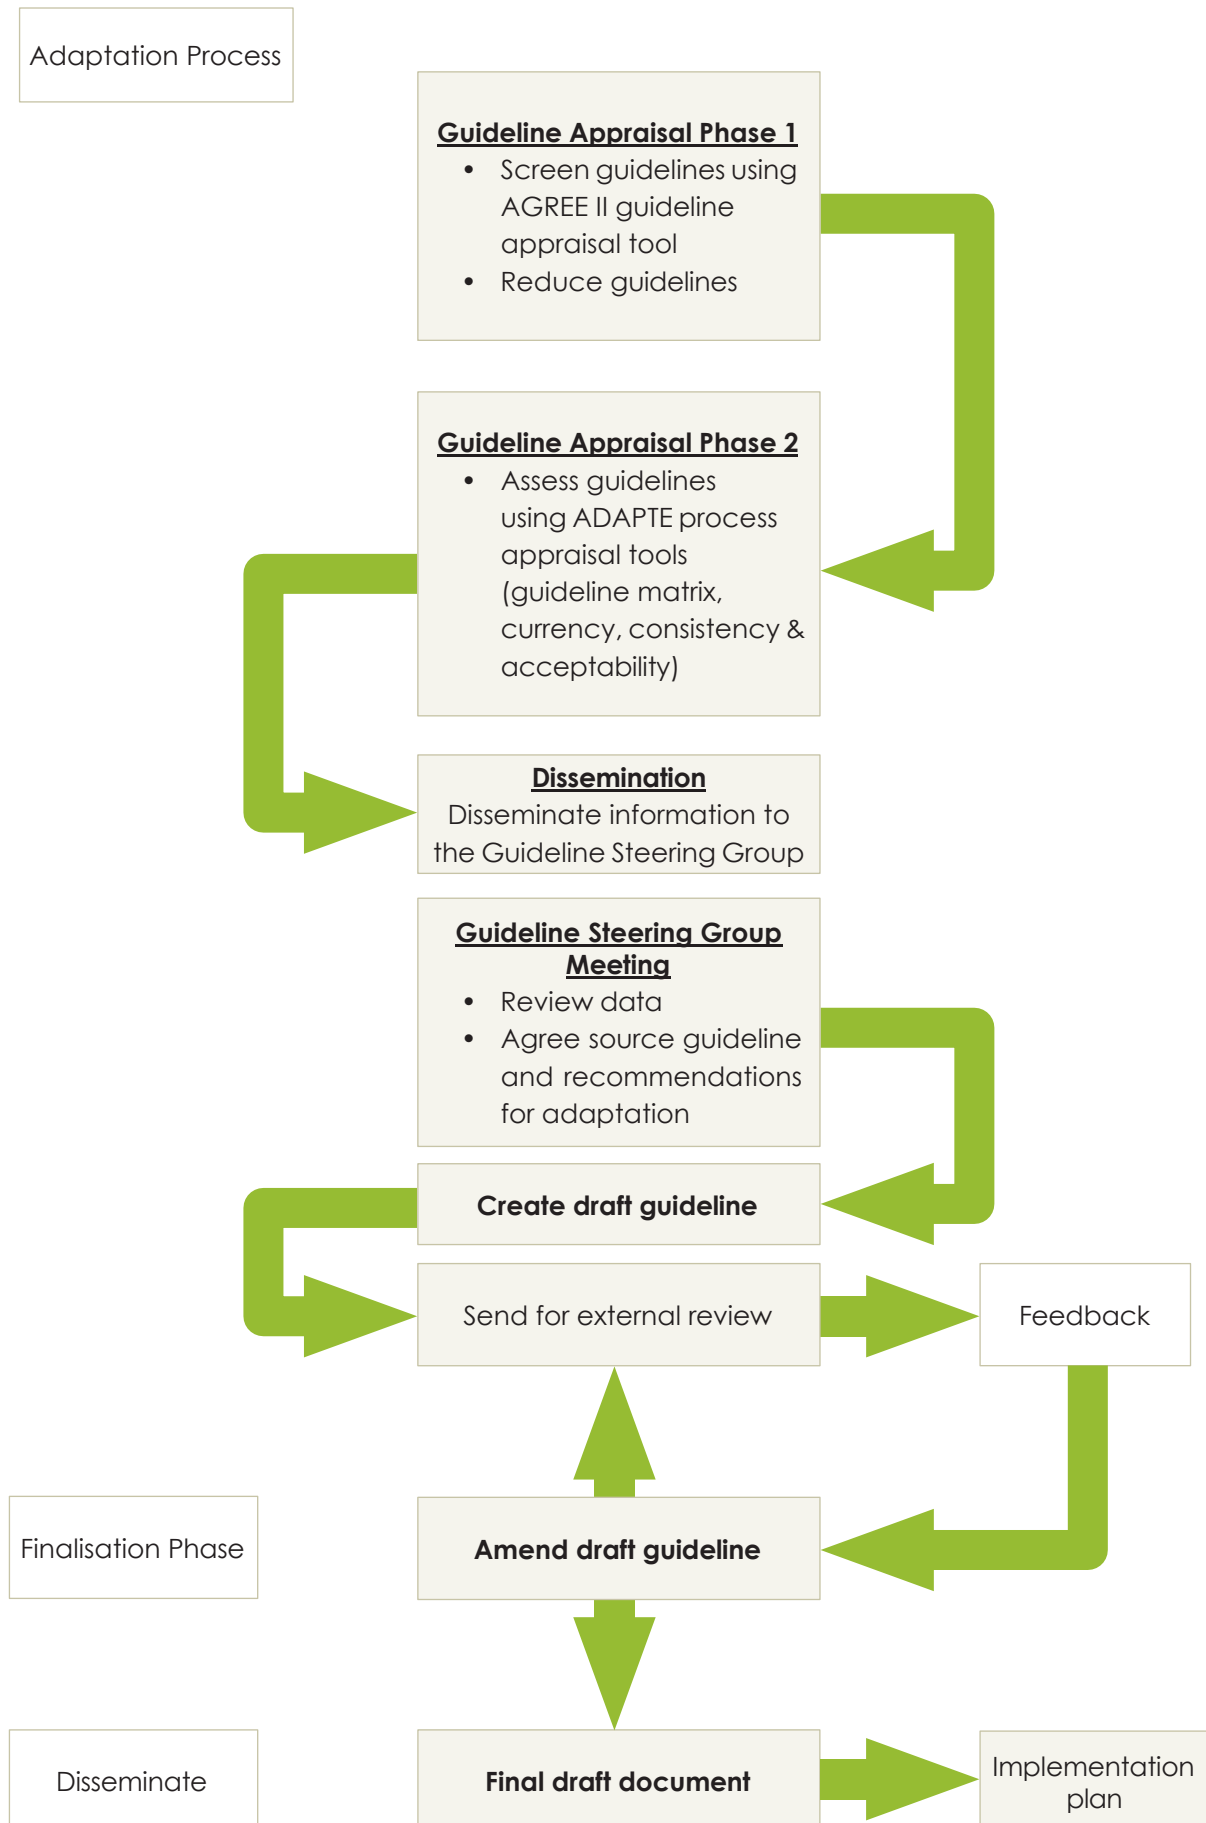 Adaptation Process
Guideline Appraisal Phase 1
• Screen guidelines using
AGREE II guideline
appraisal tool
• Reduce guidelines
Guideline Appraisal Phase 2
• Assess guidelines
using ADAPTE process
appraisal tools
(guideline matrix,
currency, consistency &
acceptability)
Dissemination
Disseminate information to
the Guideline Steering Group
Guideline Steering Group
Meeting
• Review data
• Agree source guideline
and recommendations
for adaptation
Create draft guideline
Send for external review
Feedback
Finalisation Phase
Amend draft guideline
Disseminate
Final draft document
Implementation
plan